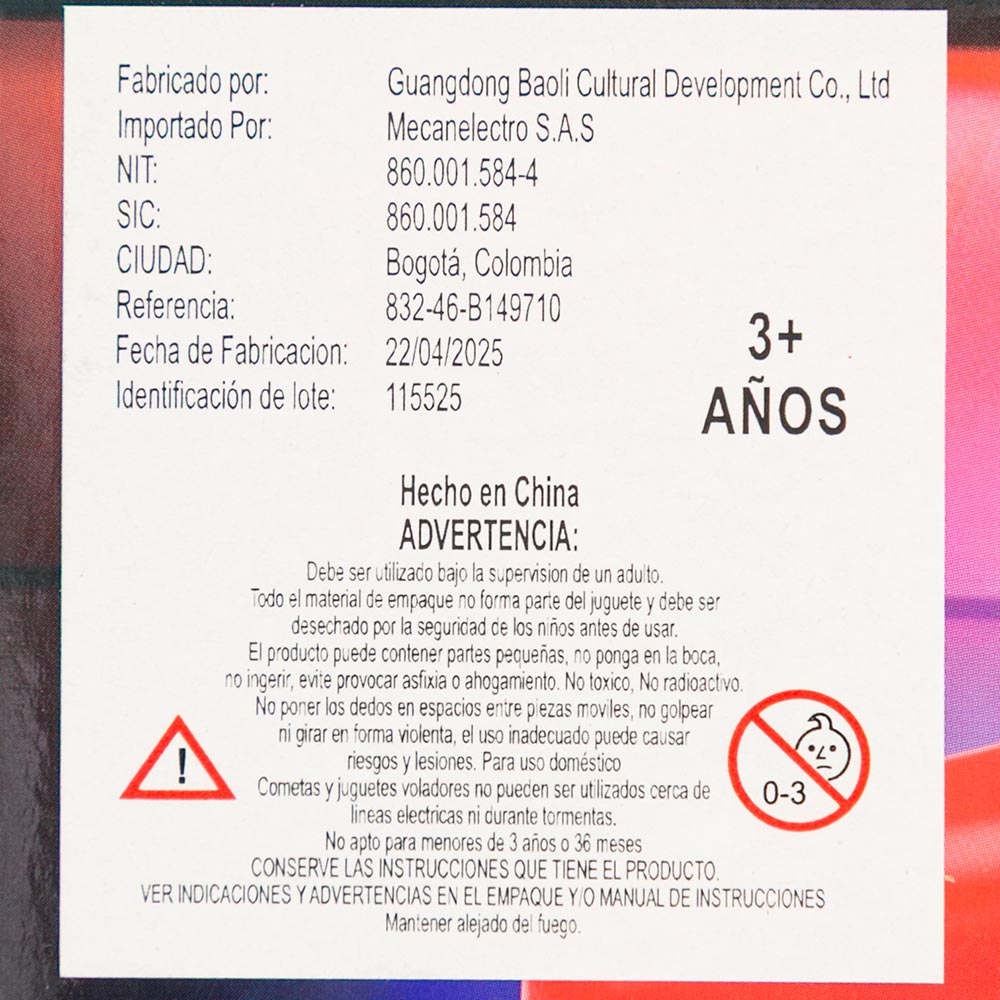 Fabricado por: Guangdong Baoli Cultural Development Co., Ltd
Importado Por: Mecanelectro S.A.S
NIT: 860.001.584-4
SIC: 860.001.584
CIUDAD: Bogotá, Colombia
Referencia: 832-46-B149710
Fecha de Fabricacion: 22/04/2025
Identificación de lote: 115525
3+
AÑOS
Hecho en China
ADVERTENCIA:
Debe ser utilizado bajo la supervision de un adulto.
Todo el material de empaque no forma parte del juguete y debe ser
desechado por la seguridad de los niños antes de usar.
El producto puede contener partes pequeñas, no ponga en la boca,
no ingerir, evite provocar asfixia o ahogamiento. No toxico, No radioactivo.
No poner los dedos en espacios entre piezas moviles, no golpear
ni girar en forma violenta, el uso inadecuado puede causar
riesgos y lesiones. Para uso doméstico
Cometas y juguetes voladores no pueden ser utilizados cerca de
lineas electricas ni durante tormentas.
No apto para menores de 3 años o 36 meses
CONSERVE LAS INSTRUCCIONES QUE TIENE EL PRODUCTO.
VER INDICACIONES Y ADVERTENCIAS EN EL EMPAQUE Y/O MANUAL DE INSTRUCCIONES
Mantener alejado del fuego.
!
0-3